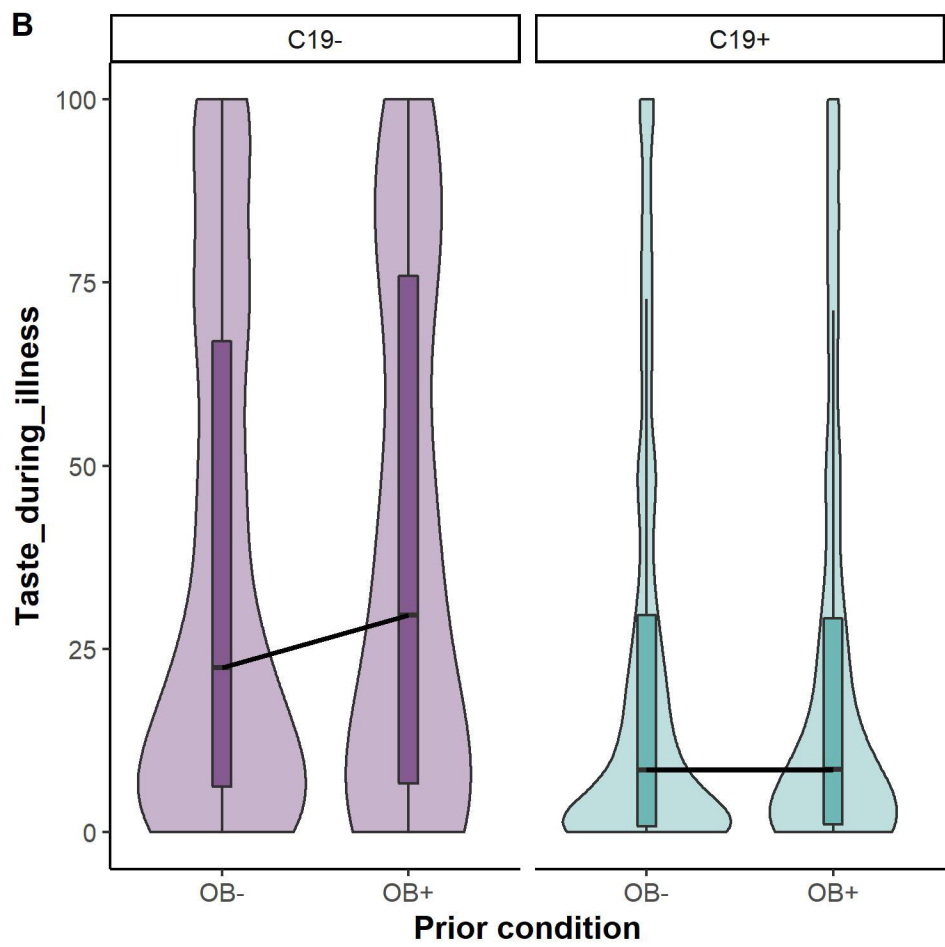 B
C19-
C19+
Taste_during_illness
100
75
50
25
0
OB-
OB+
OB-
OB+
Prior condition